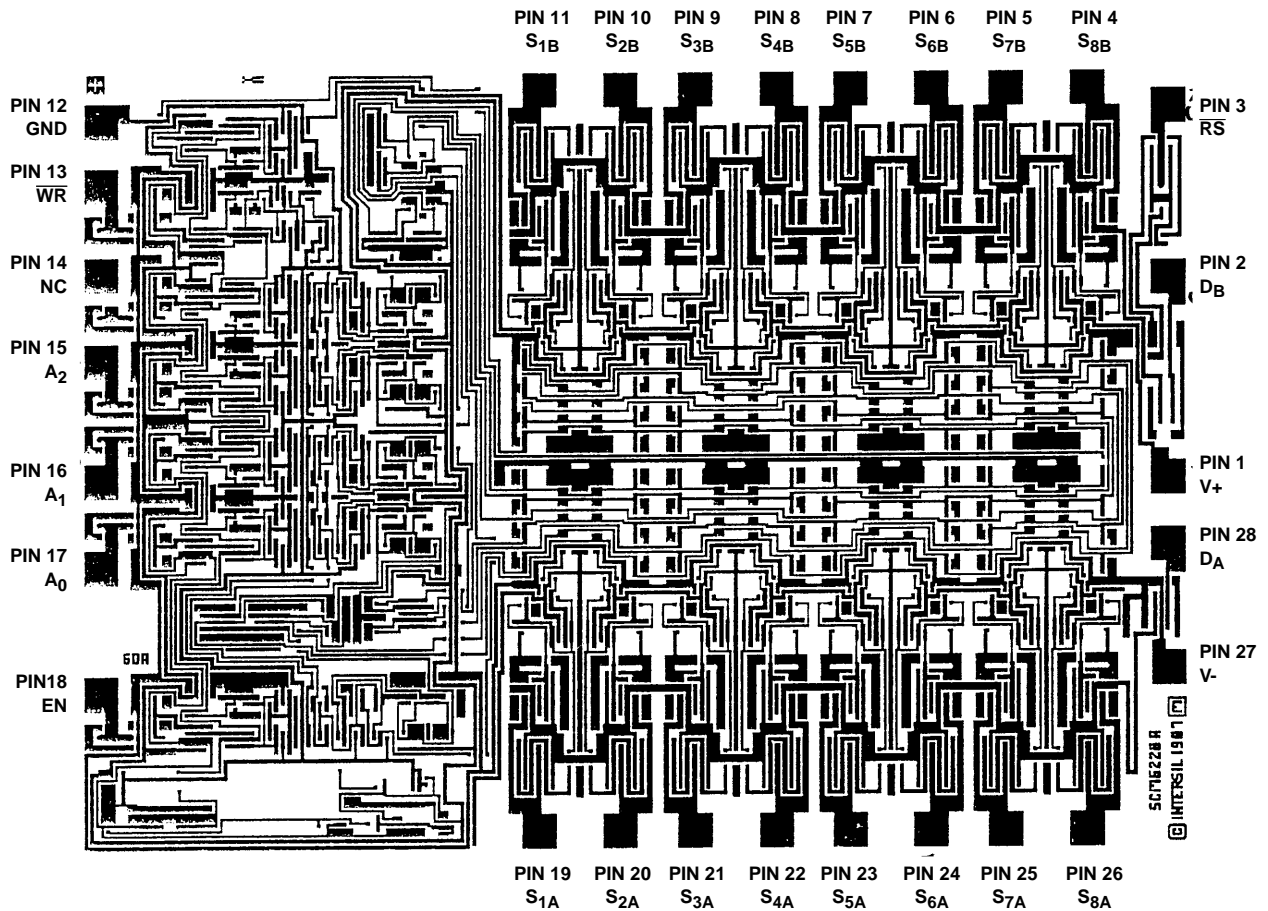 PIN 11 PIN 10 PIN 9 PIN 8 PIN 7 PIN 6 PIN 5 PIN 4
S1B S2B S3B S4B S5B S6B S7B S8B
PIN 12
GND
PIN 13
WR
PIN 14
NC
PIN 15
A2
PIN 16
A1
PIN 17
A0
PIN18
EN
PIN 3
RS
PIN 2
DB
PIN 1
V+
PIN 28
DA
PIN 27
V-
PIN 19 PIN 20 PIN 21 PIN 22 PIN 23 PIN 24 PIN 25 PIN 26
S1A S2A S3A S4A S5A S6A S7A S8A
© INTERSIL 1987 M